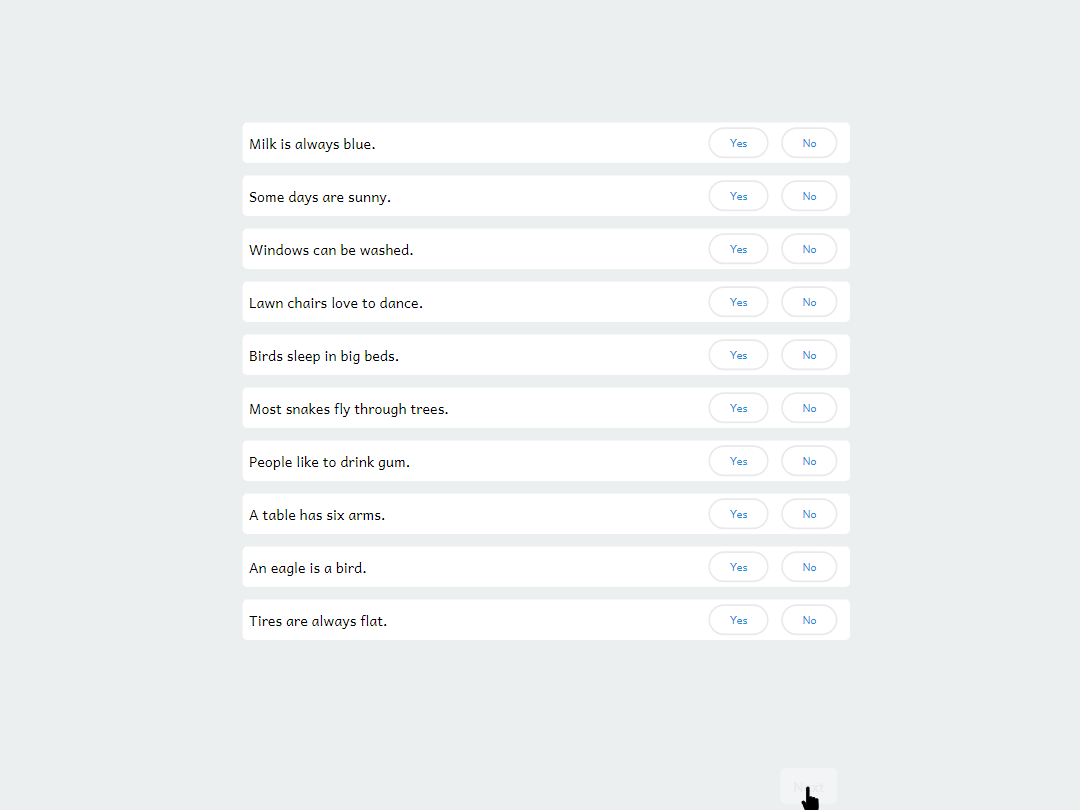 Milk is always blue. Yes No
Some days are sunny. Yes No
Windows can be washed. Yes No
Lawn chairs love to dance. Yes No
Birds sleep in big beds. Yes No
Most snakes fly through trees. Yes No
People like to drink gum. Yes No
A table has six arms. Yes No
An eagle is a bird. Yes No
Tires are always flat. Yes No